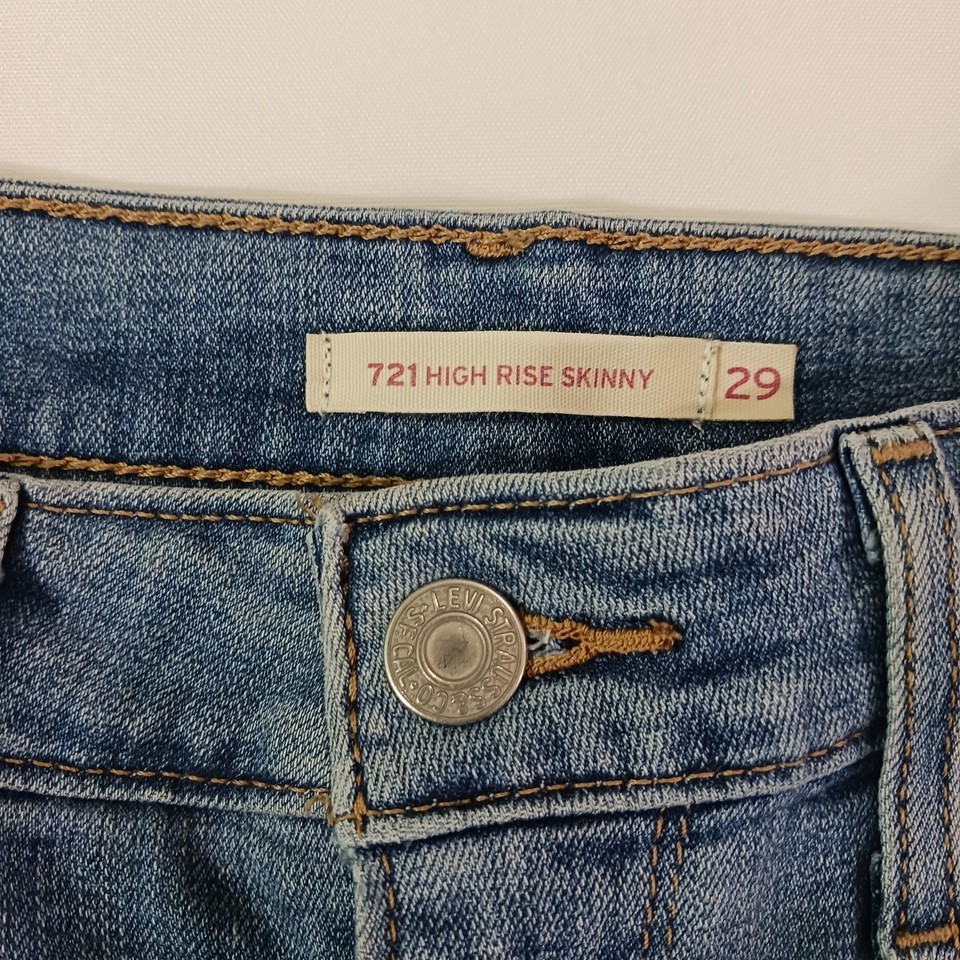 721 HIGH RISE SKINNY
29
LEVI STRAUSS & CO. S.F. CAL.